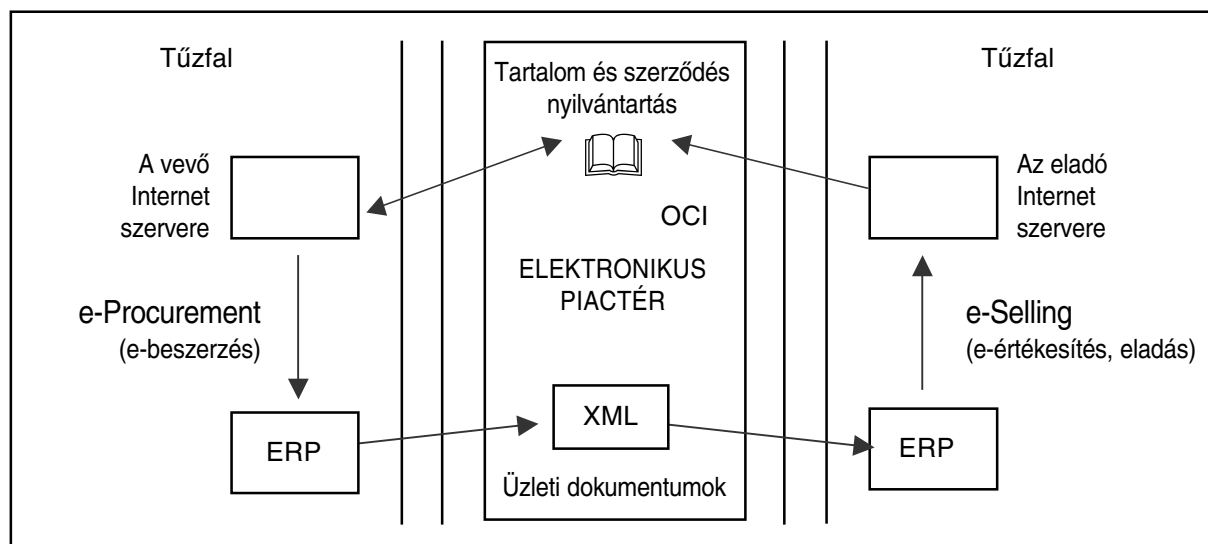 Tűzfal
A vevő
Internet
szervere
e-Procurement
(e-beszerzés)
ERP
Tartalom és szerződés
nyilvántartás
OCI
ELEKTRONIKUS
PIACTÉR
XML
Üzleti dokumentumok
Tűzfal
Az eladó
Internet
szervere
e-Selling
(e-értékesítés, eladás)
ERP